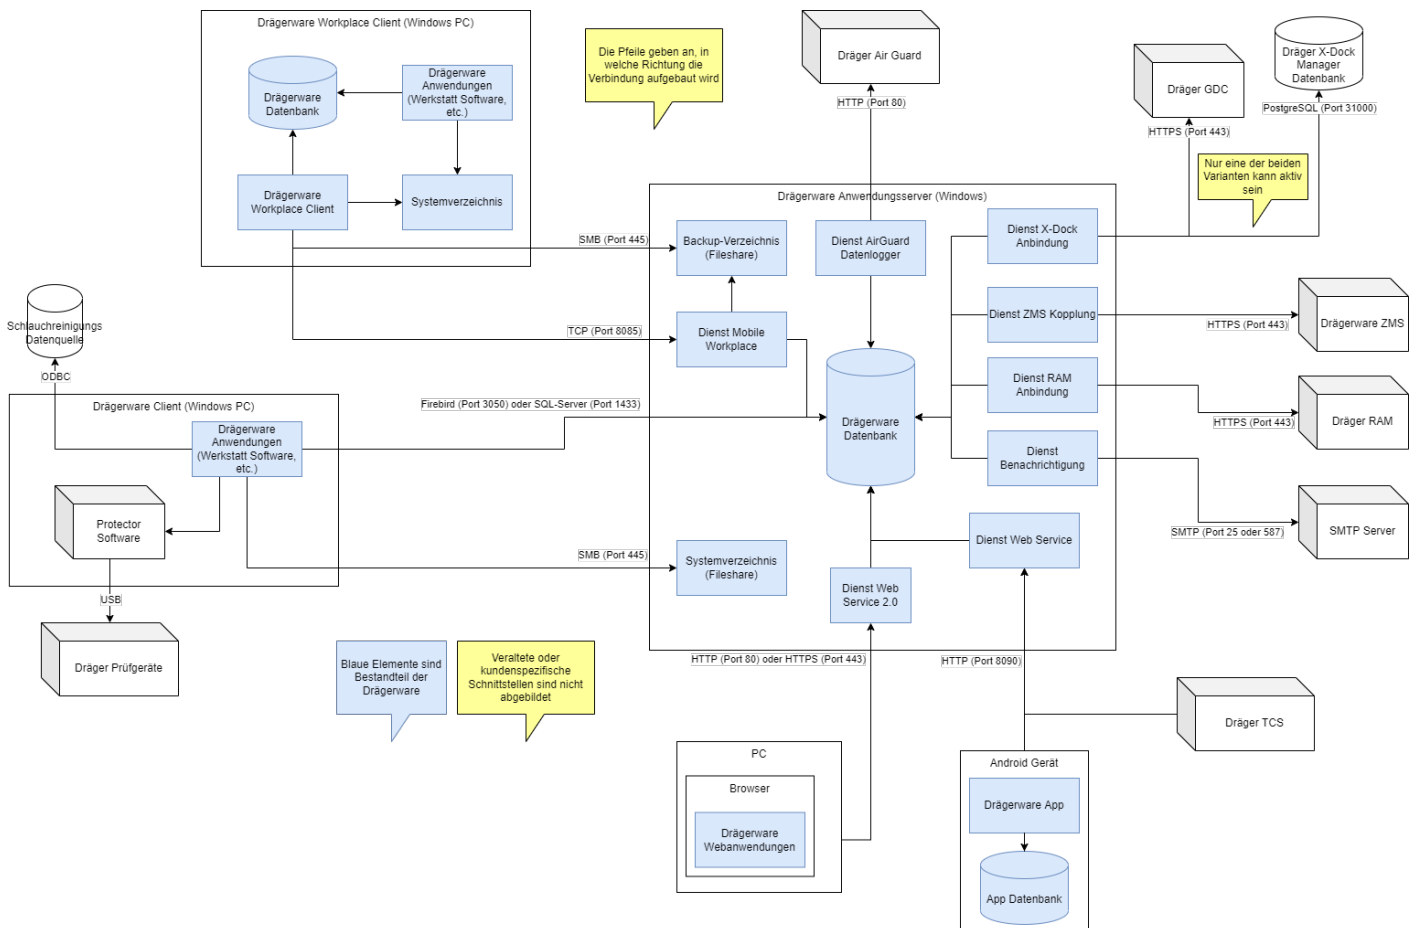 Drägerware Workplace Client (Windows PC)
Drägerware
Datenbank
Drägerware
Anwendungen
(Werkstatt Software,
etc.)
Drägerware
Workplace Client
Systemverzeichnis
Die Pfeile geben an, in
welche Richtung die
Verbindung aufgebaut wird
Dräger Air Guard
HTTP (Port 80)
Dräger GDC
HTTPS (Port 443)
Dräger X-Dock
Manager
Datenbank
PostgreSQL (Port 31000)
Nur eine der beiden
Varianten kann aktiv
sein
Drägerware Anwendungsserver (Windows)
SMB (Port 445)
Backup-Verzeichnis
(Fileshare)
Dienst AirGuard
Datenlogger
Dienst X-Dock
Anbindung
TCP (Port 8085)
Dienst Mobile
Workplace
Dienst ZMS Kopplung
HTTPS (Port 443)
Drägerware ZMS
Schlauchreinigungs
Datenquelle
ODBC
Drägerware Client (Windows PC)
Drägerware
Anwendungen
(Werkstatt Software,
etc.)
Firebird (Port 3050) oder SQL-Server (Port 1433)
Drägerware
Datenbank
Dienst RAM
Anbindung
HTTPS (Port 443)
Dräger RAM
Dienst
Benachrichtigung
SMTP (Port 25 oder 587)
SMTP Server
Protector
Software
USB
Dräger Prüfgeräte
SMB (Port 445)
Systemverzeichnis
(Fileshare)
Dienst Web Service
Dienst Web
Service 2.0
Blaue Elemente sind
Bestandteil der
Drägerware
Veraltete oder
kundenspezifische
Schnittstellen sind nicht
abgebildet
HTTP (Port 80) oder HTTPS (Port 443)
HTTP (Port 8090)
Dräger TCS
PC
Browser
Drägerware
Webanwendungen
Android Gerät
Drägerware App
App Datenbank